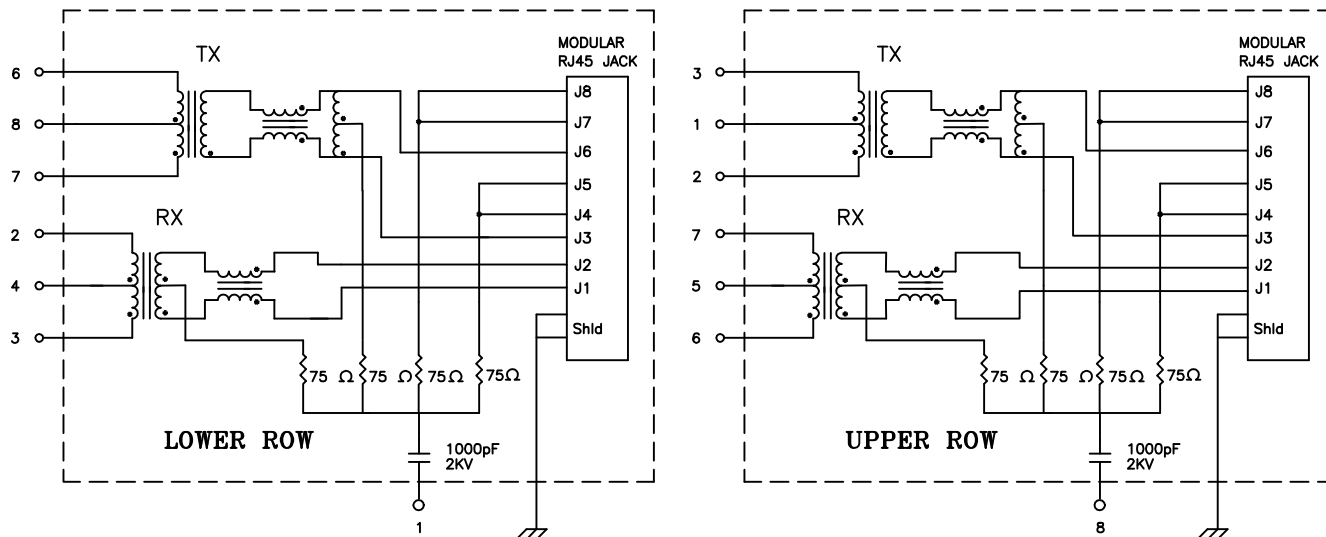 MODULAR
RJ45 JACK
TX
6
8
7
J8
J7
J6
J5
J4
J3
J2
J1
Shld
RX
2
4
3
75 Ω 75 Ω 75Ω 75Ω
LOWER ROW
1000pF
2KV
1
MODULAR
RJ45 JACK
TX
3
1
2
J8
J7
J6
J5
J4
J3
J2
J1
Shld
RX
7
5
6
75 Ω 75 Ω 75Ω 75Ω
UPPER ROW
1000pF
2KV
8